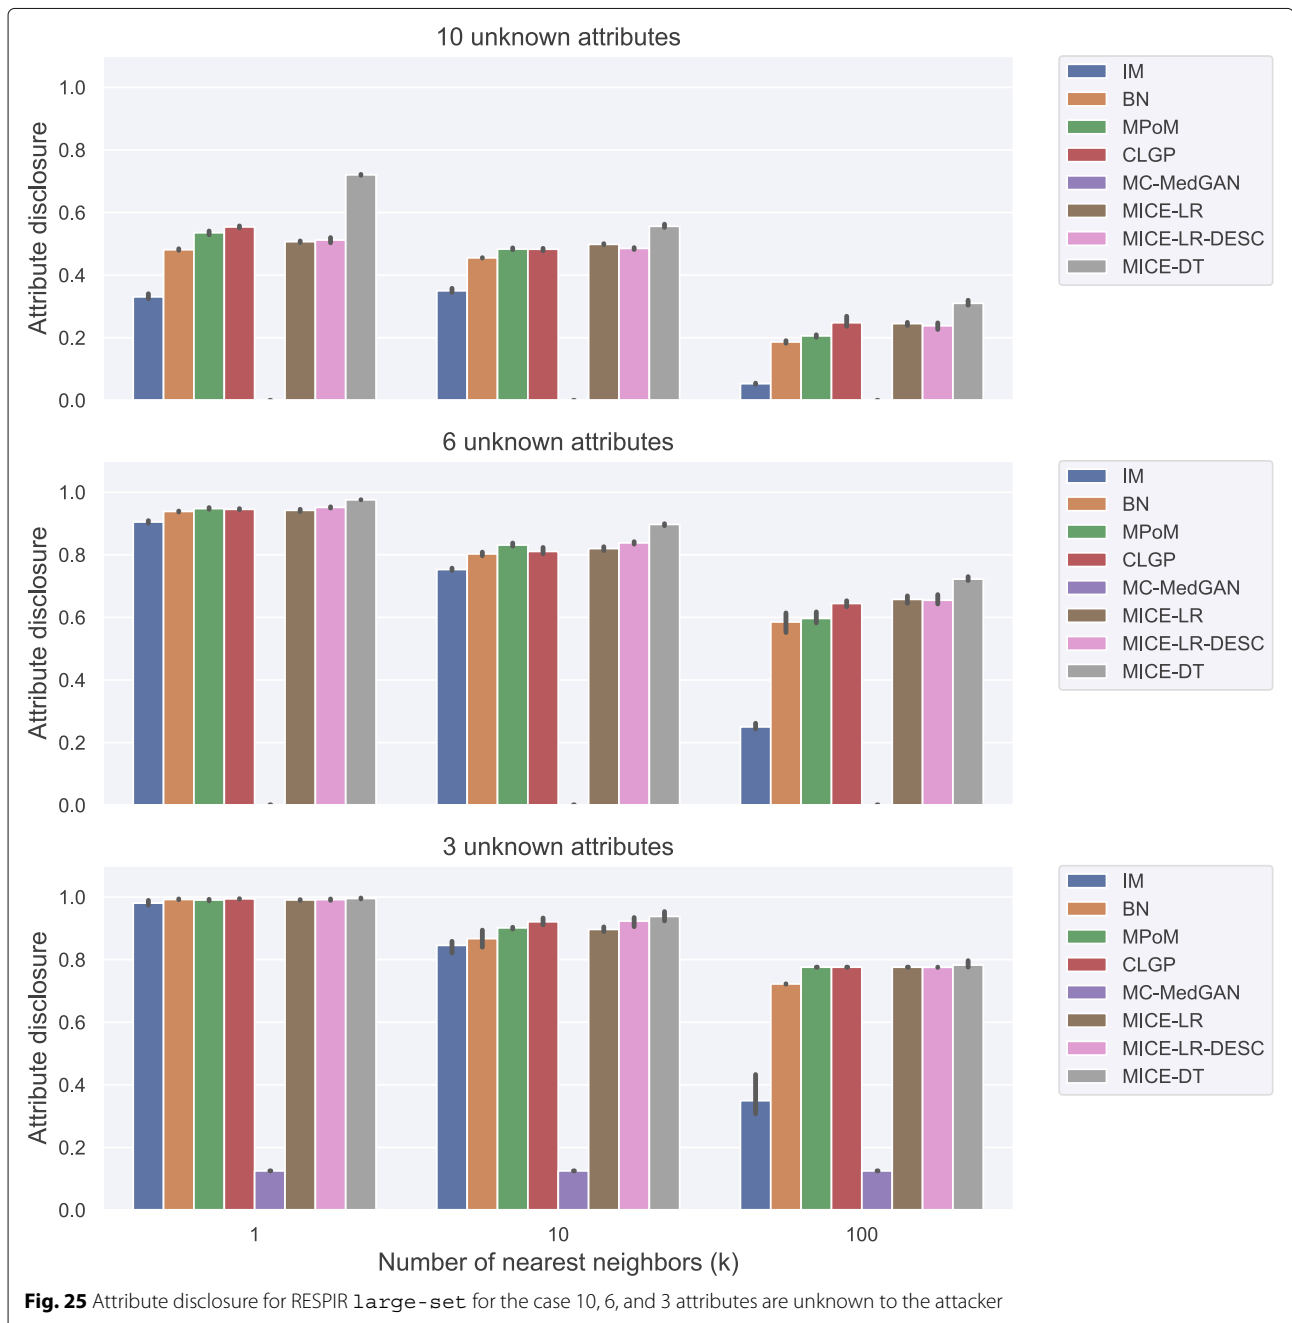 10 unknown attributes
Attribute disclosure
1.0
0.8
0.6
0.4
0.2
0.0
IM
BN
MPoM
CLGP
MC-MedGAN
MICE-LR
MICE-LR-DESC
MICE-DT
6 unknown attributes
Attribute disclosure
1.0
0.8
0.6
0.4
0.2
0.0
IM
BN
MPoM
CLGP
MC-MedGAN
MICE-LR
MICE-LR-DESC
MICE-DT
3 unknown attributes
Attribute disclosure
1.0
0.8
0.6
0.4
0.2
0.0
IM
BN
MPoM
CLGP
MC-MedGAN
MICE-LR
MICE-LR-DESC
MICE-DT
1 10 100
Number of nearest neighbors (k)
Fig. 25 Attribute disclosure for RESPIR large-set for the case 10, 6, and 3 attributes are unknown to the attacker